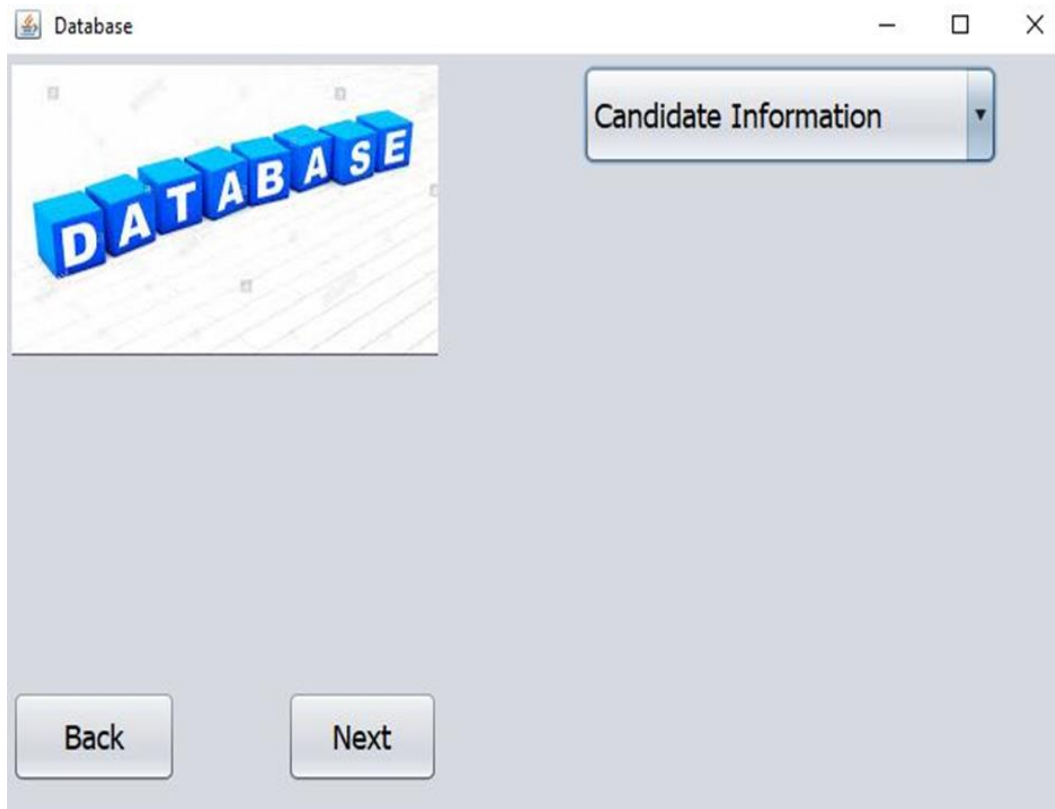 Database
DATABASE
Candidate Information
Back
Next